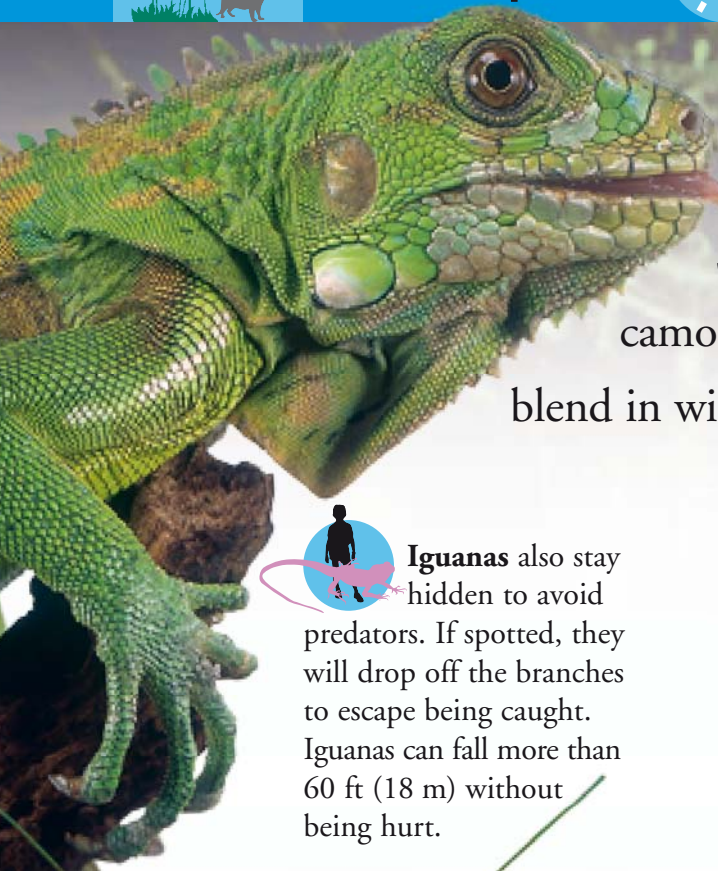 camo
blend in wi
Iguanas also stay
hidden to avoid
predators. If spotted, they
will drop off the branches
to escape being caught.
Iguanas can fall more than
60 ft (18 m) without
being hurt.